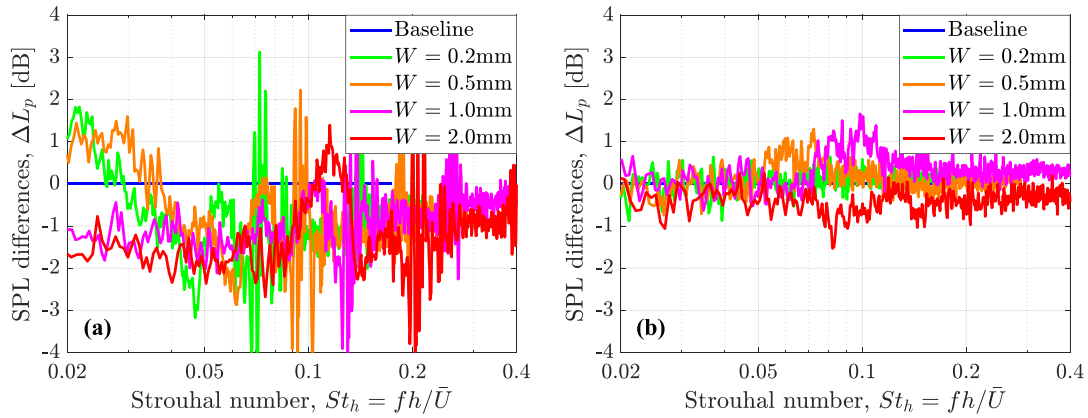 4
3
2
1
0
-1
-2
-3
-4
SPL differences, ΔL_p [dB]
Baseline
W = 0.2mm
W = 0.5mm
W = 1.0mm
W = 2.0mm
(a)
0.02 0.05 0.1 0.2 0.4
Strouhal number, St_h = fh/Ū
4
3
2
1
0
-1
-2
-3
-4
SPL differences, ΔL_p [dB]
Baseline
W = 0.2mm
W = 0.5mm
W = 1.0mm
W = 2.0mm
(b)
0.02 0.05 0.1 0.2 0.4
Strouhal number, St_h = fh/Ū